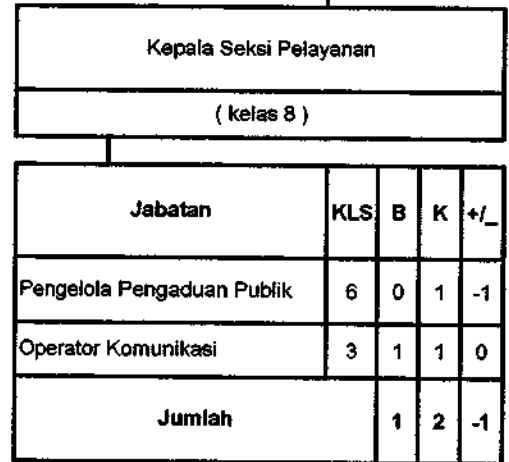 Kepala Seksi Pelayanan
( kelas 8 )
Jabatan KLS B K +/_
Pengelola Pengaduan Publik 6 0 1 -1
Operator Komunikasi 3 1 1 0
Jumlah 1 2 -1